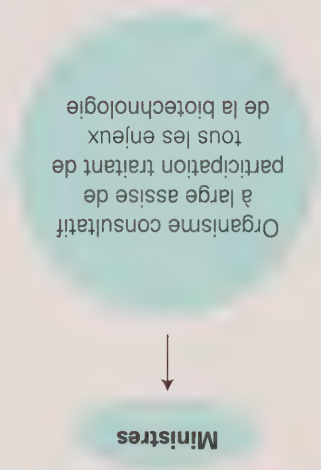 Ministres
Organisme consultatif
à large assise de
participation traitant de
tous les enjeux
de la biotechnologie